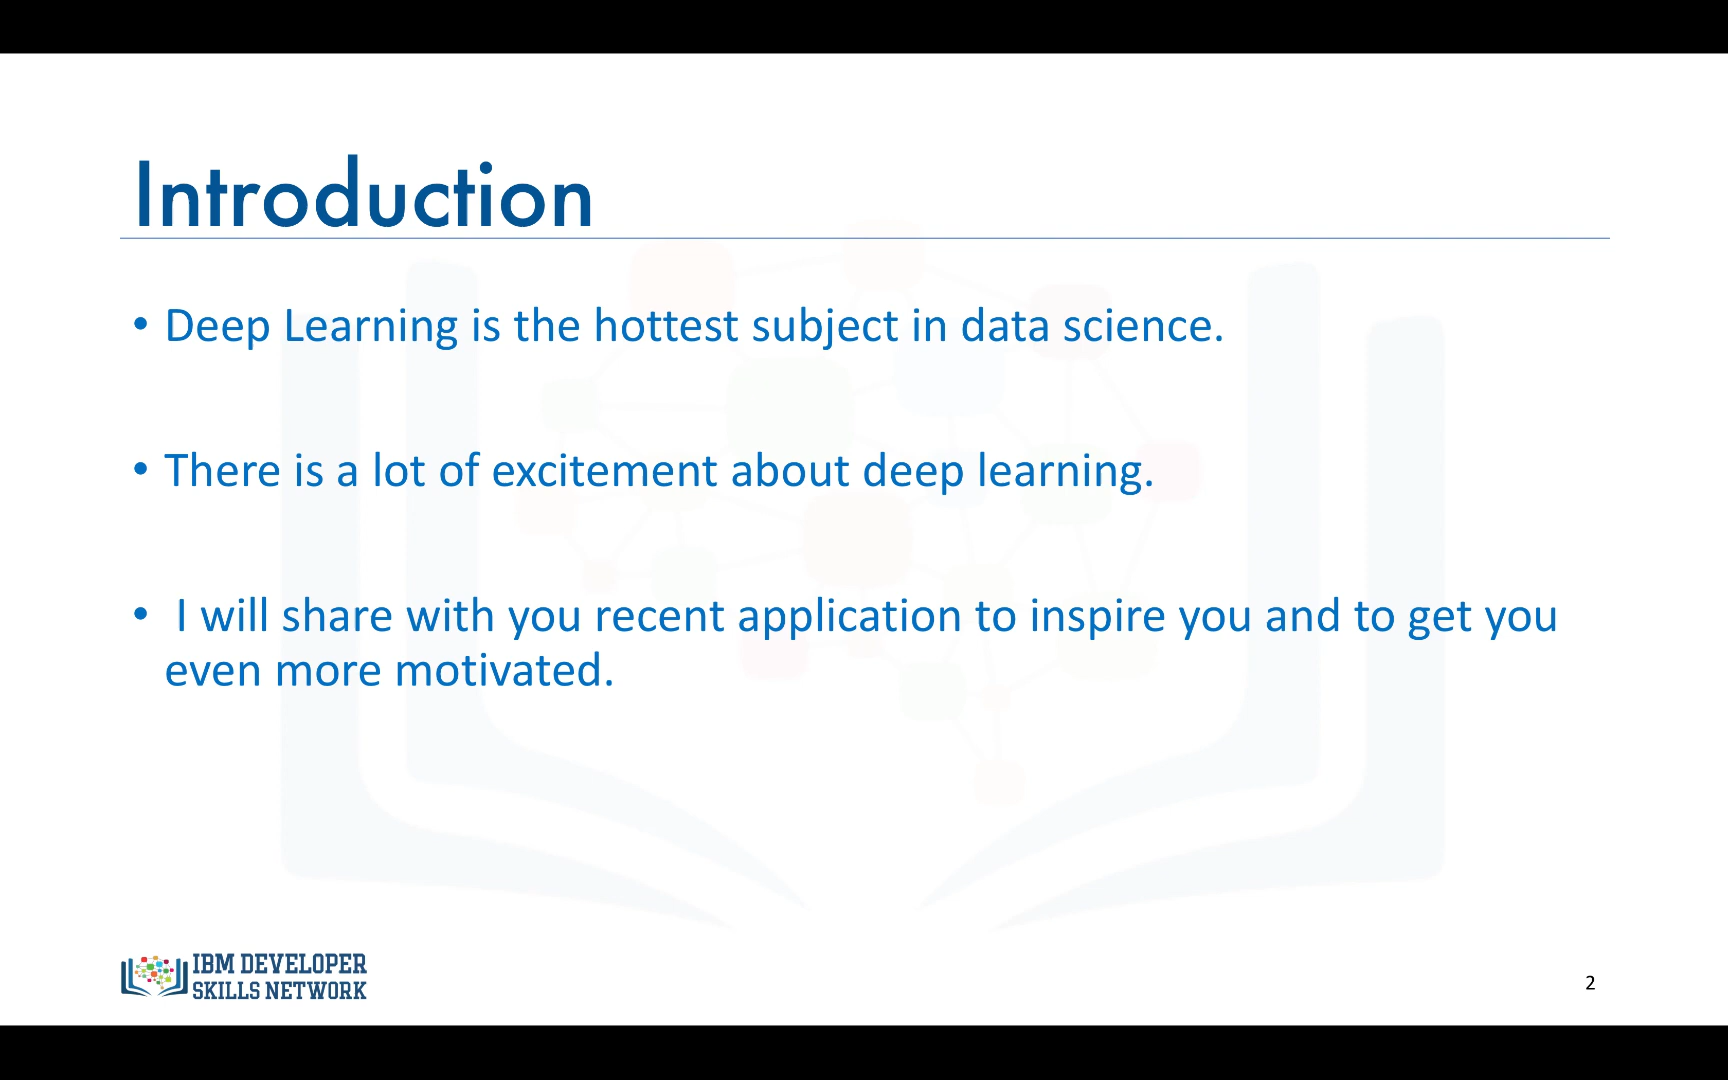 Introduction
• Deep Learning is the hottest subject in data science.
• There is a lot of excitement about deep learning.
• I will share with you recent application to inspire you and to get you
even more motivated.
IBM DEVELOPER
SKILLS NETWORK
2